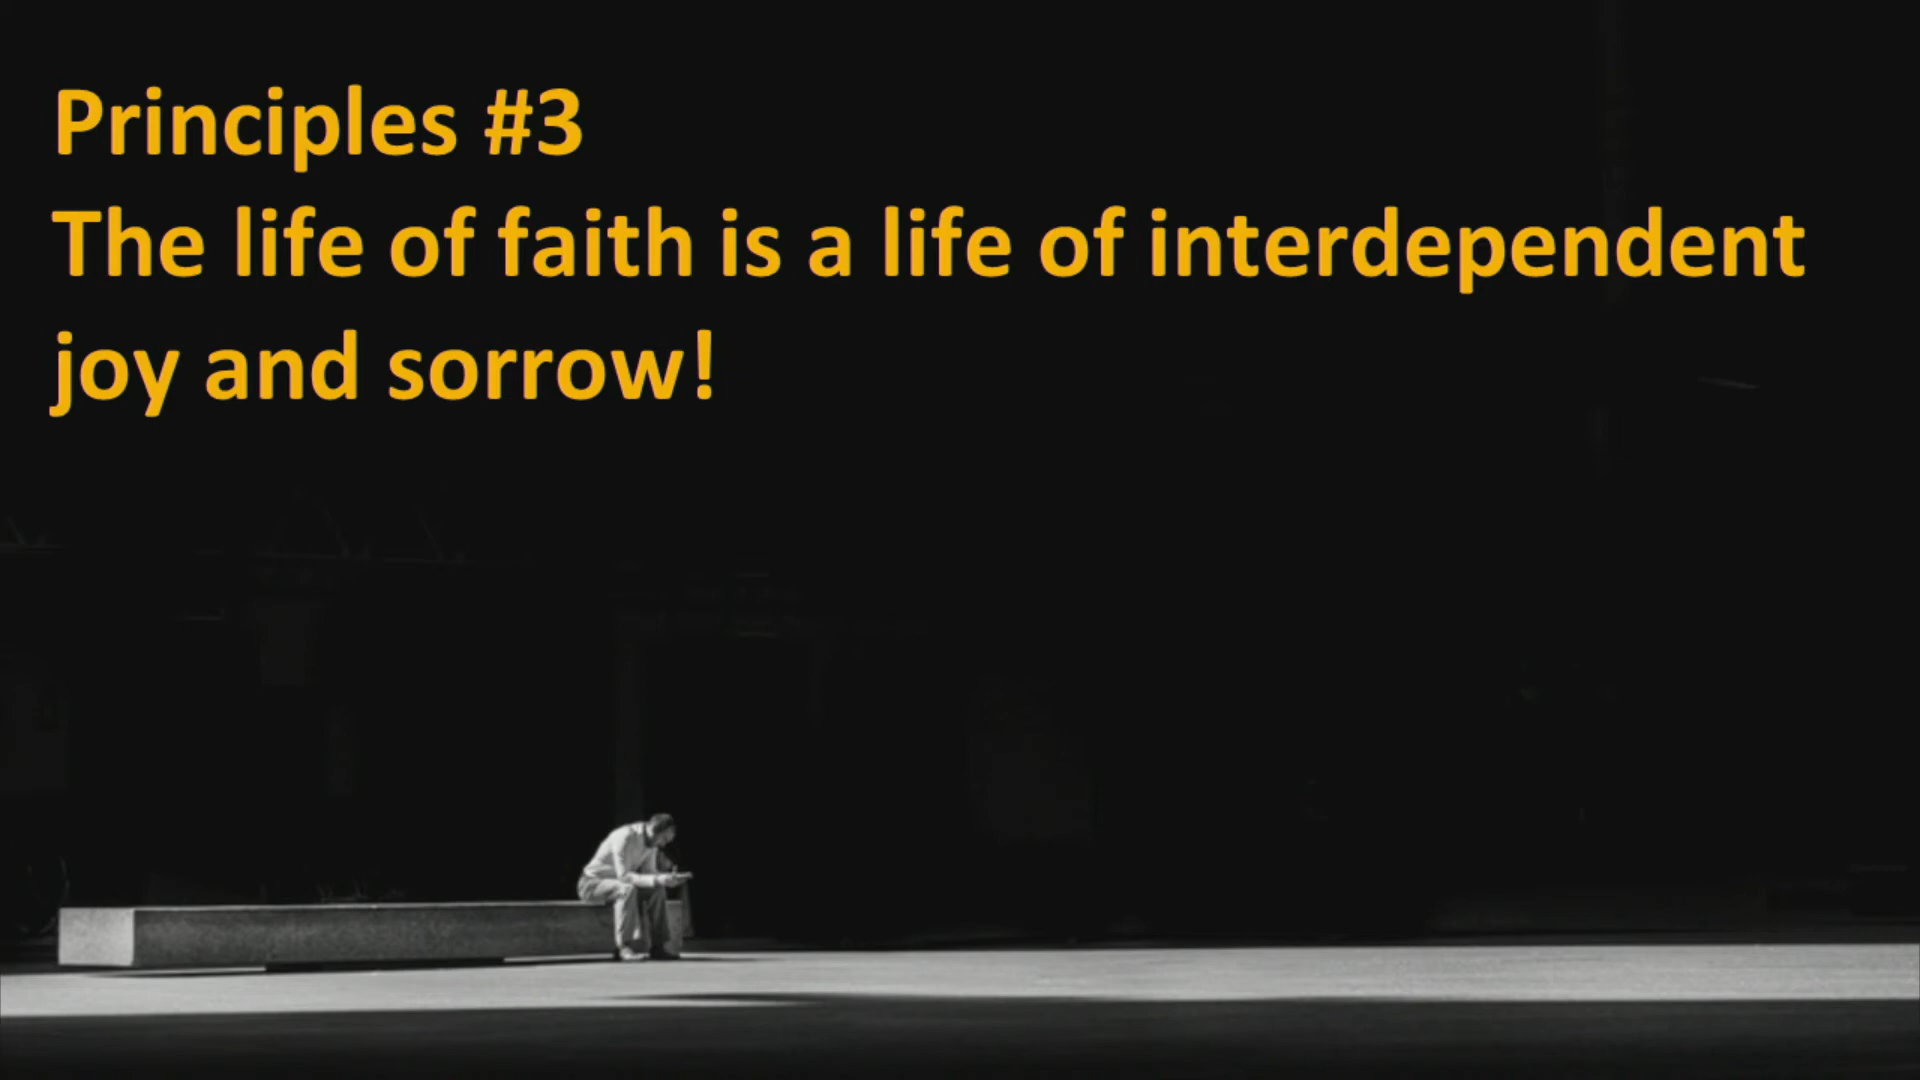 Principles #3
The life of faith is a life of interdependent
joy and sorrow!